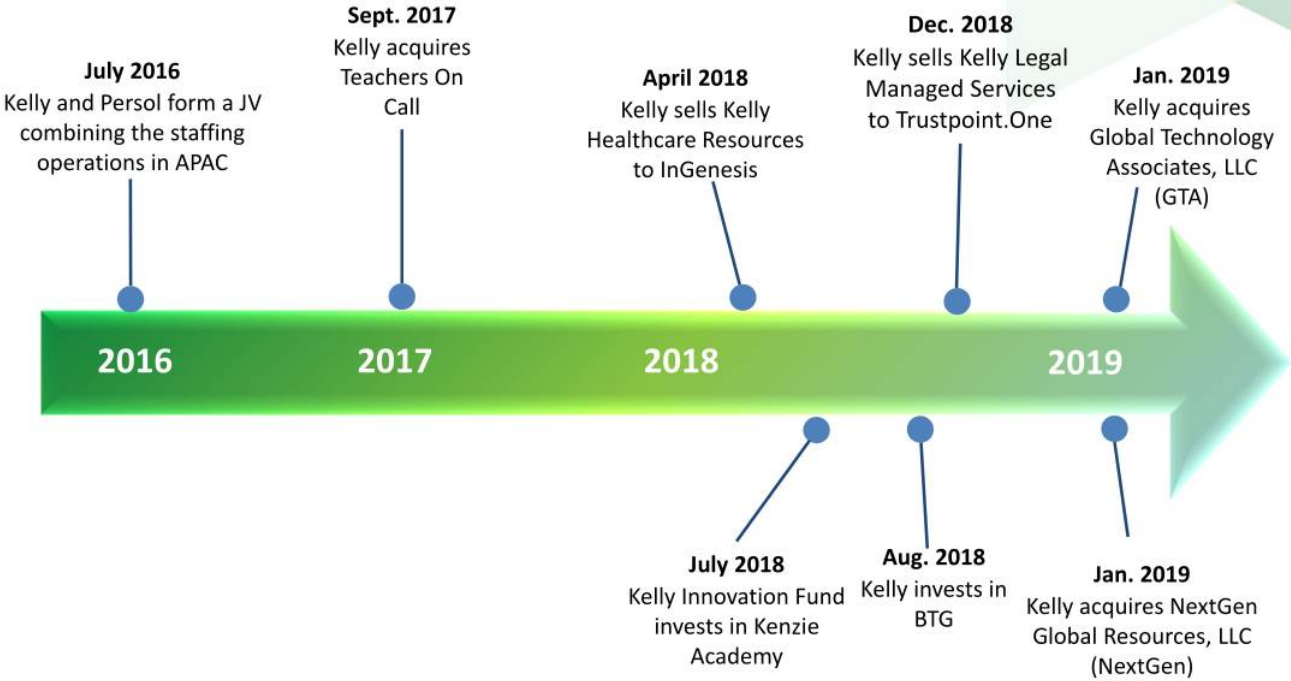 July 2016
Kelly and Persol form a JV
combining the staffing
operations in APAC
Sept. 2017
Kelly acquires
Teachers On
Call
April 2018
Kelly sells Kelly
Healthcare Resources
to InGenesis
Dec. 2018
Kelly sells Kelly Legal
Managed Services
to Trustpoint.One
Jan. 2019
Kelly acquires
Global Technology
Associates, LLC
(GTA)
2016
2017
2018
2019
July 2018
Kelly Innovation Fund
invests in Kenzie
Academy
Aug. 2018
Kelly invests in
BTG
Jan. 2019
Kelly acquires NextGen
Global Resources, LLC
(NextGen)